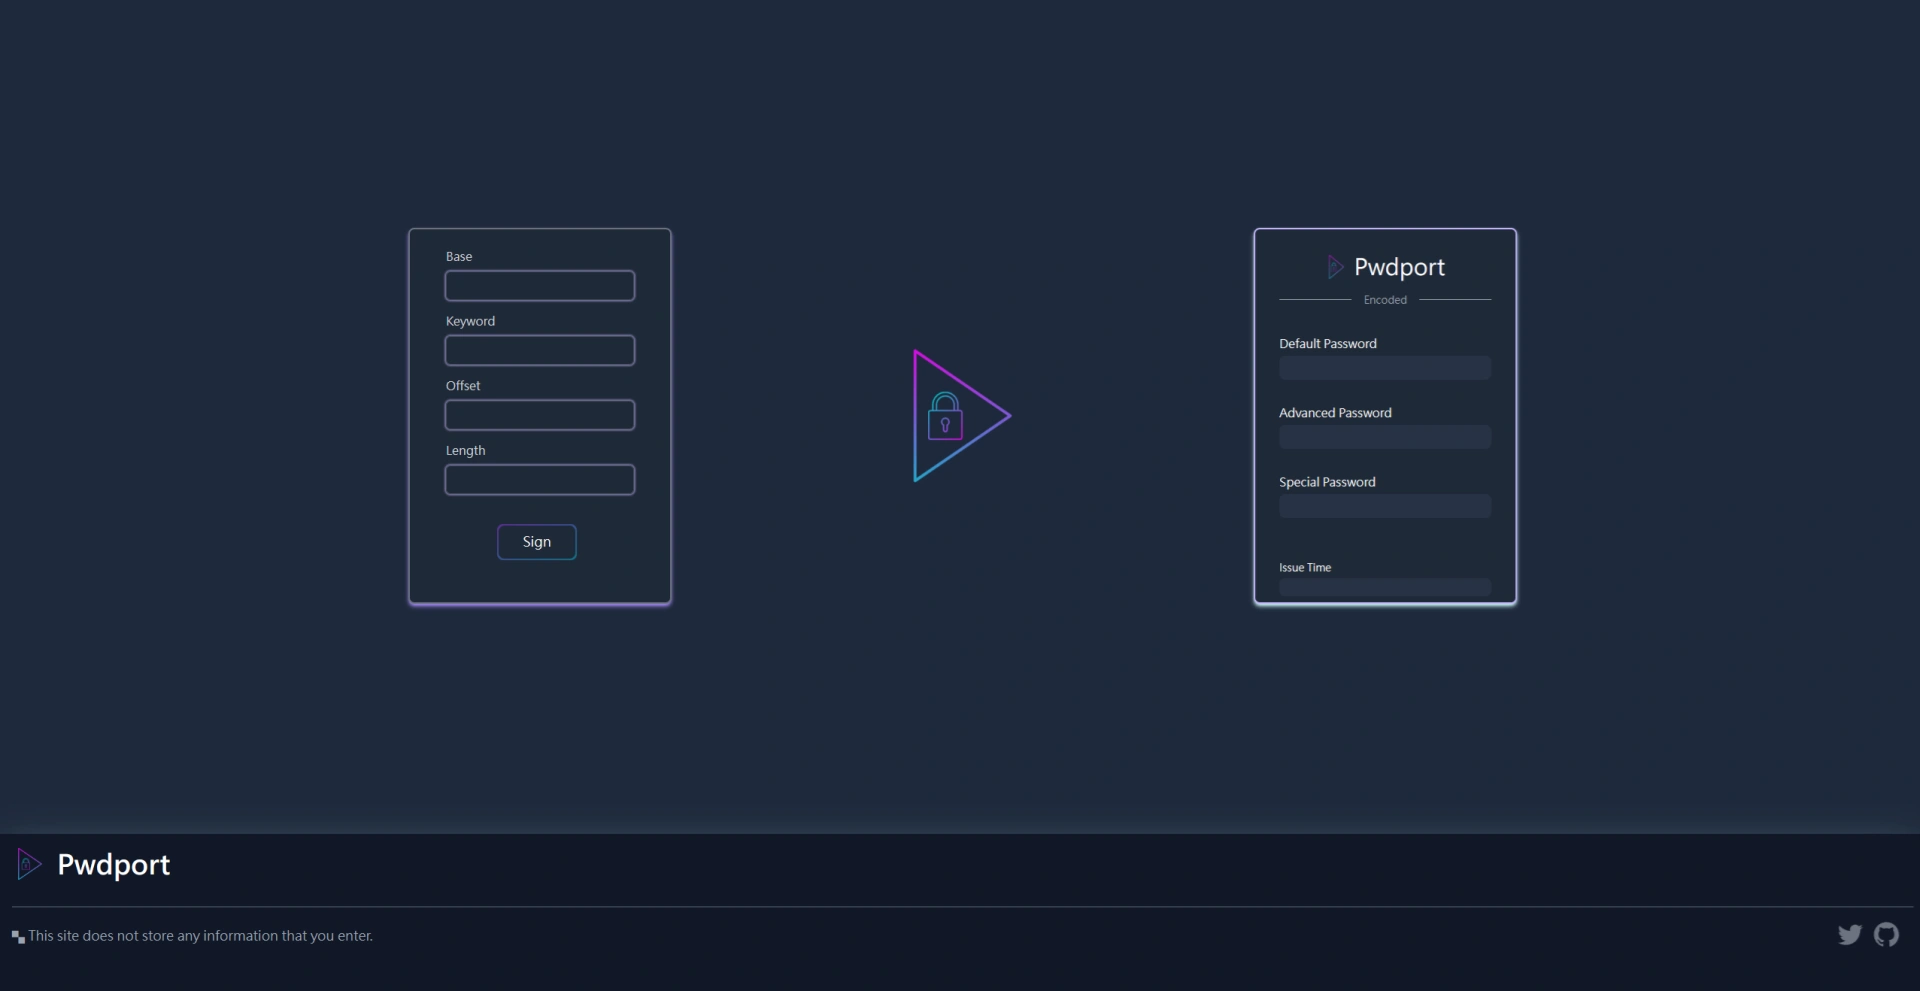 Base
Keyword
Offset
Length
Sign
Pwdport
Encoded
Default Password
Advanced Password
Special Password
Issue Time
Pwdport
This site does not store any information that you enter.